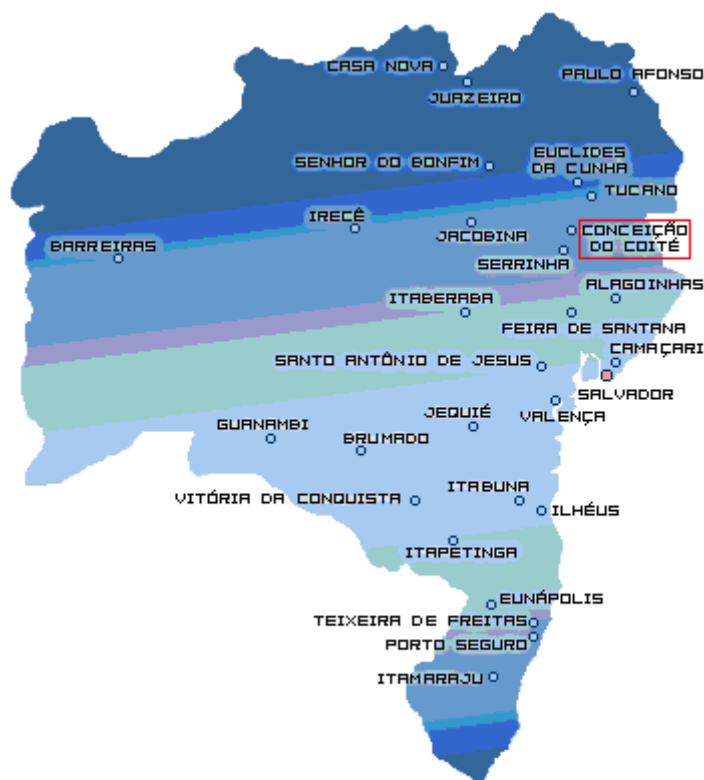 CASA NOVA
PAULO AFONSO
JUAZEIRO
EUCLIDES
DA CUNHA
SENHOR DO BONFIM
TUCANO
IRECÊ
JACOBINA
CONCEIÇÃO
DO COITÉ
BARREIRAS
SERRINHA
ALAGOINHAS
ITABERABA
FEIRA DE SANTANA
CAMAÇARI
SANTO ANTÔNIO DE JESUS
SALVADOR
VALENÇA
JEQUIÉ
GUANAMBI
BRUMADO
ITABUNA
VITÓRIA DA CONQUISTA
ILHÉUS
ITAPETINGA
EUNÁPOLIS
TEIXEIRA DE FREITAS
PORTO SEGURO
ITAMARAJU